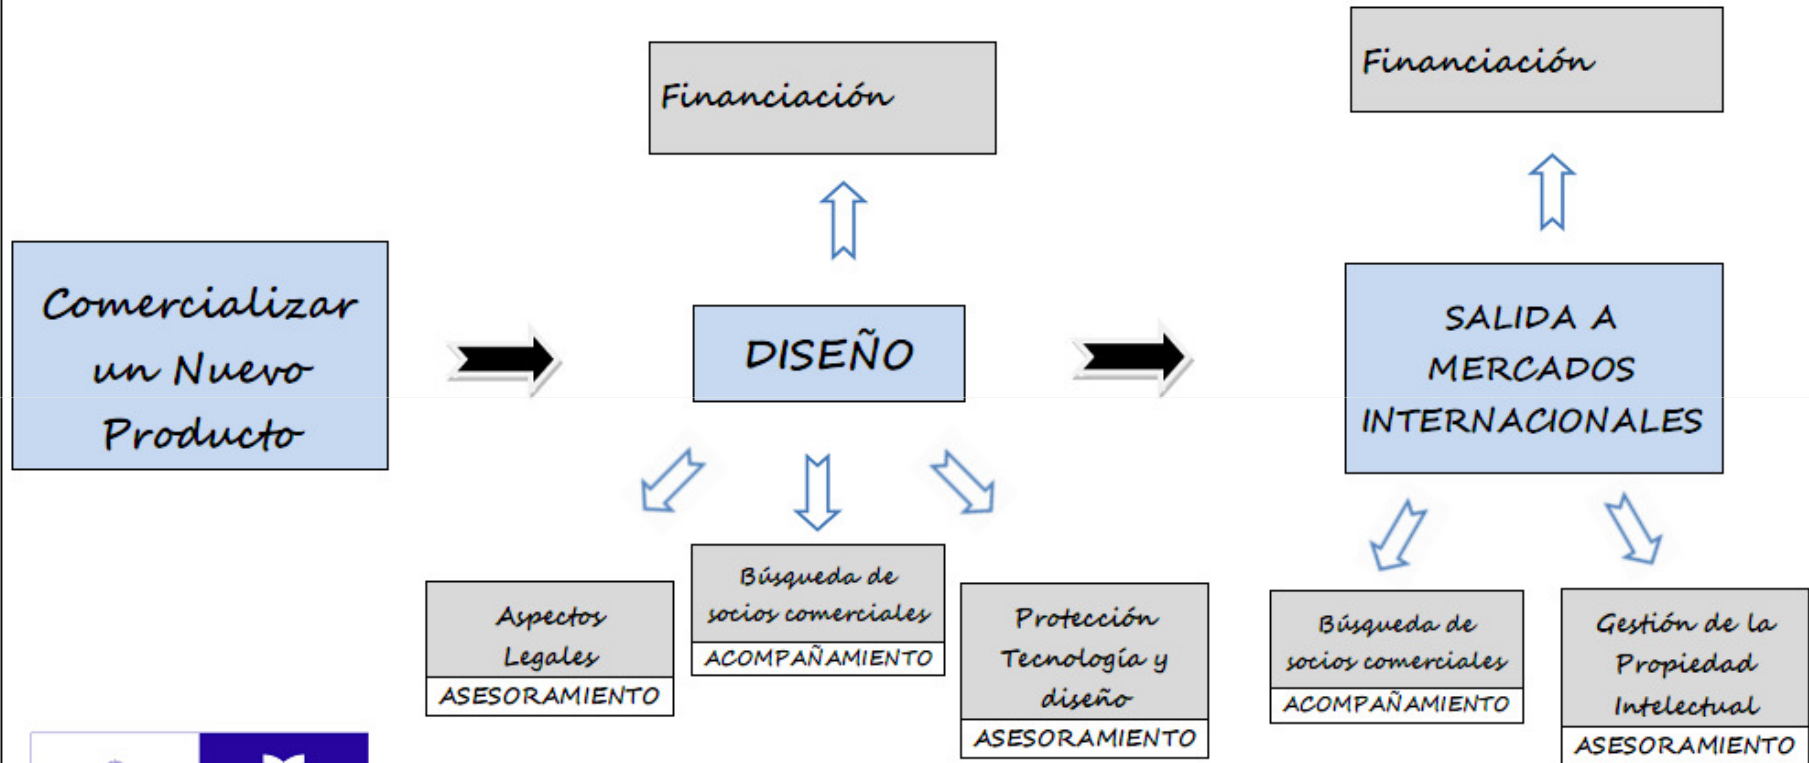 Financiación
Financiación
Comercializar
un Nuevo
Producto
DISEÑO
SALIDA A
MERCADOS
INTERNACIONALES
Aspectos
Legales
ASESORAMIENTO
Búsqueda de
socios comerciales
ACOMPAÑAMIENTO
Protección
Tecnología y
diseño
ASESORAMIENTO
Búsqueda de
socios comerciales
ACOMPAÑAMIENTO
Gestión de la
Propiedad
Intelectual
ASESORAMIENTO